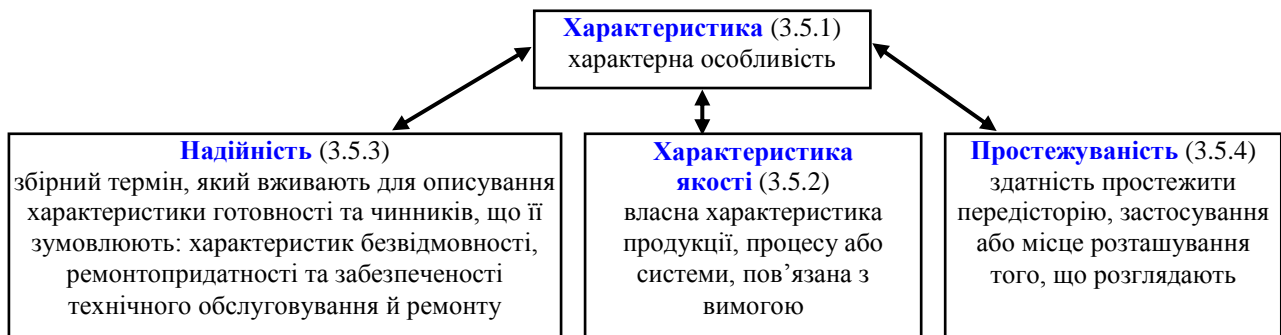 Характеристика (3.5.1)
характерна особливість
Надійність (3.5.3)
збірний термін, який вживають для описування
характеристики готовності та чинників, що її
зумовлюють: характеристик безвідмовності,
ремонтопридатності та забезпеченості
технічного обслуговування й ремонту
Характеристика
якості (3.5.2)
власна характеристика
продукції, процесу або
системи, пов’язана з
вимогою
Простежуваність (3.5.4)
здатність простежити
передісторію, застосування
або місце розташування
того, що розглядають